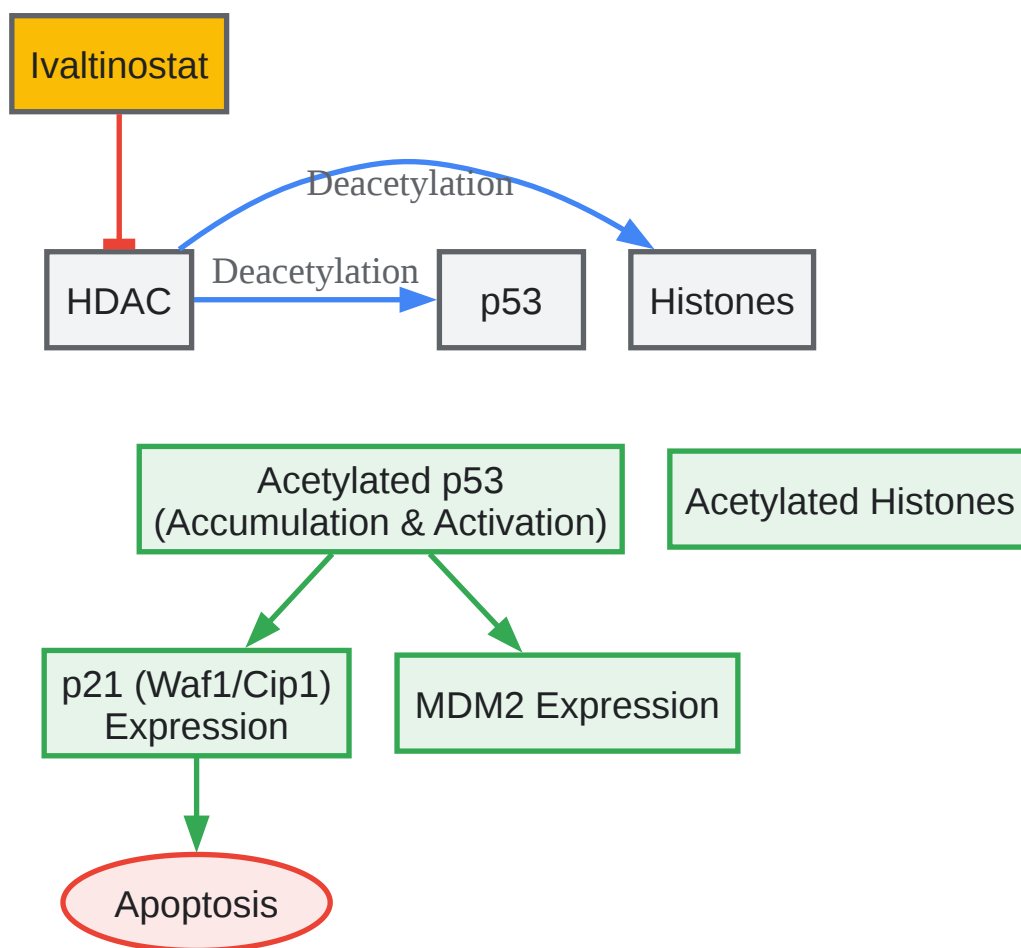 Ivaltinostat
Deacetylation
Deacetylation
HDAC
p53
Histones
Acetylated p53
(Accumulation & Activation)
Acetylated Histones
p21 (Waf1/Cip1)
Expression
MDM2 Expression
Apoptosis